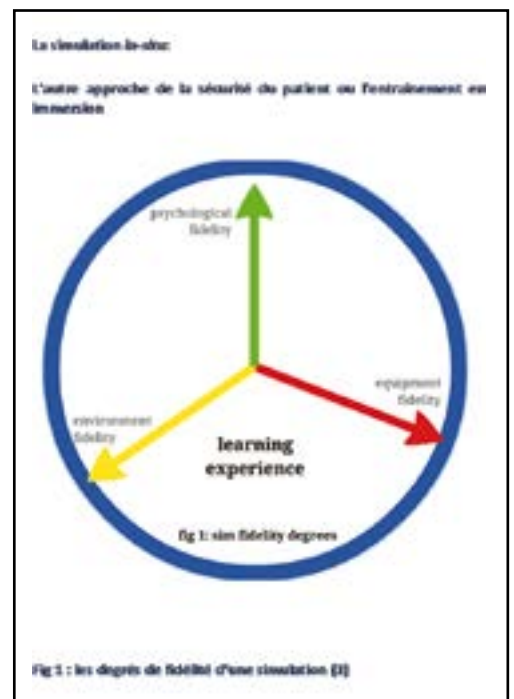 La simulation in-situ:
L'autre approche de la sécurité du patient ou l'entrainement en
immersion
psychological
fidelity
equipment
fidelity
environment
fidelity
learning
experience
fig 1: sim fidelity degrees
Fig 1 : les degrés de fidélité d'une simulation (3)